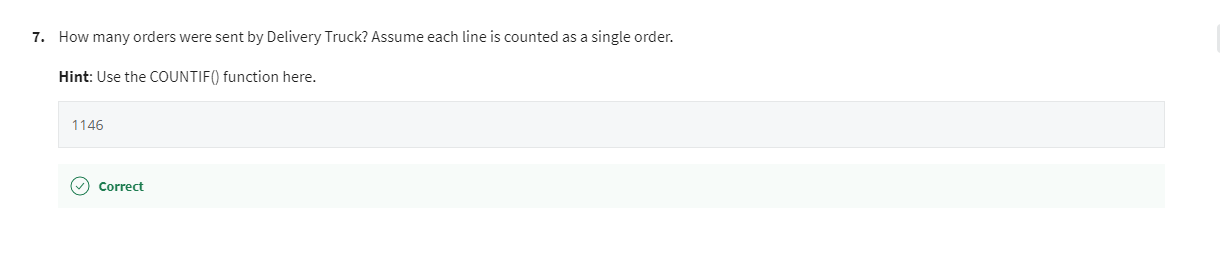 7. How many orders were sent by Delivery Truck? Assume each line is counted as a single order.
Hint: Use the COUNTIF() function here.
1146
Correct